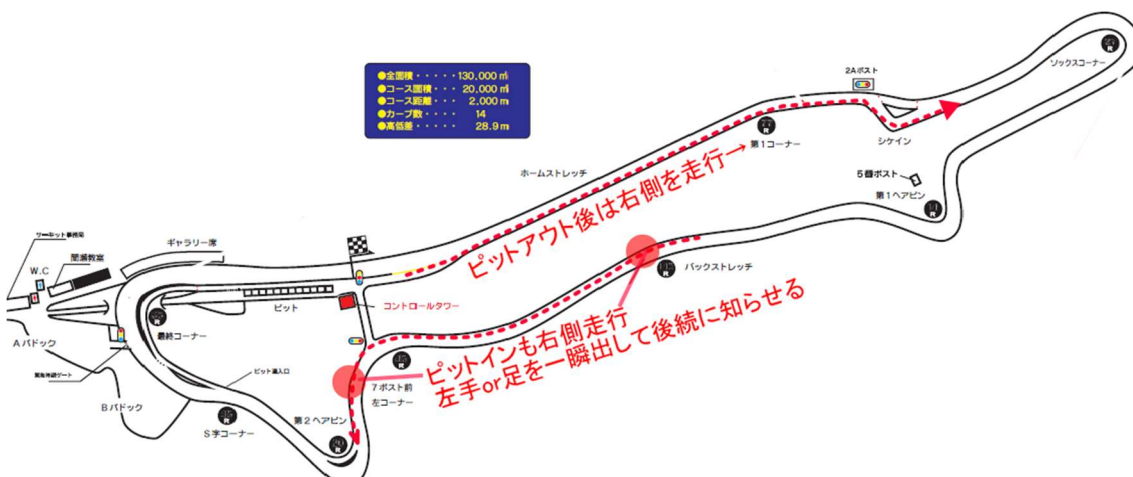 ●全面積・・・・・130,000㎡
●コース面積・・・20,000㎡
●コース距離・・・2,000m
●カーブ数・・・・14
●高低差・・・・・28.9m
2Aポスト
ソックスコーナー
R
第1コーナー
シケイン
ホームストレッチ
ピットアウト後は右側を走行→
5番ポスト
第1ヘアピン
R
サーキット事務局
W.C
間瀬教室
ギャラリー席
ピット
コントロールタワー
バックストレッチ
R
最終コーナー
Aパドック
ピットインも右側走行
左手or足を一瞬出して後続に知らせる
7ポスト前
左コーナー
R
ピット進入口
Bパドック
S字コーナー
R
第2ヘアピン
20
R